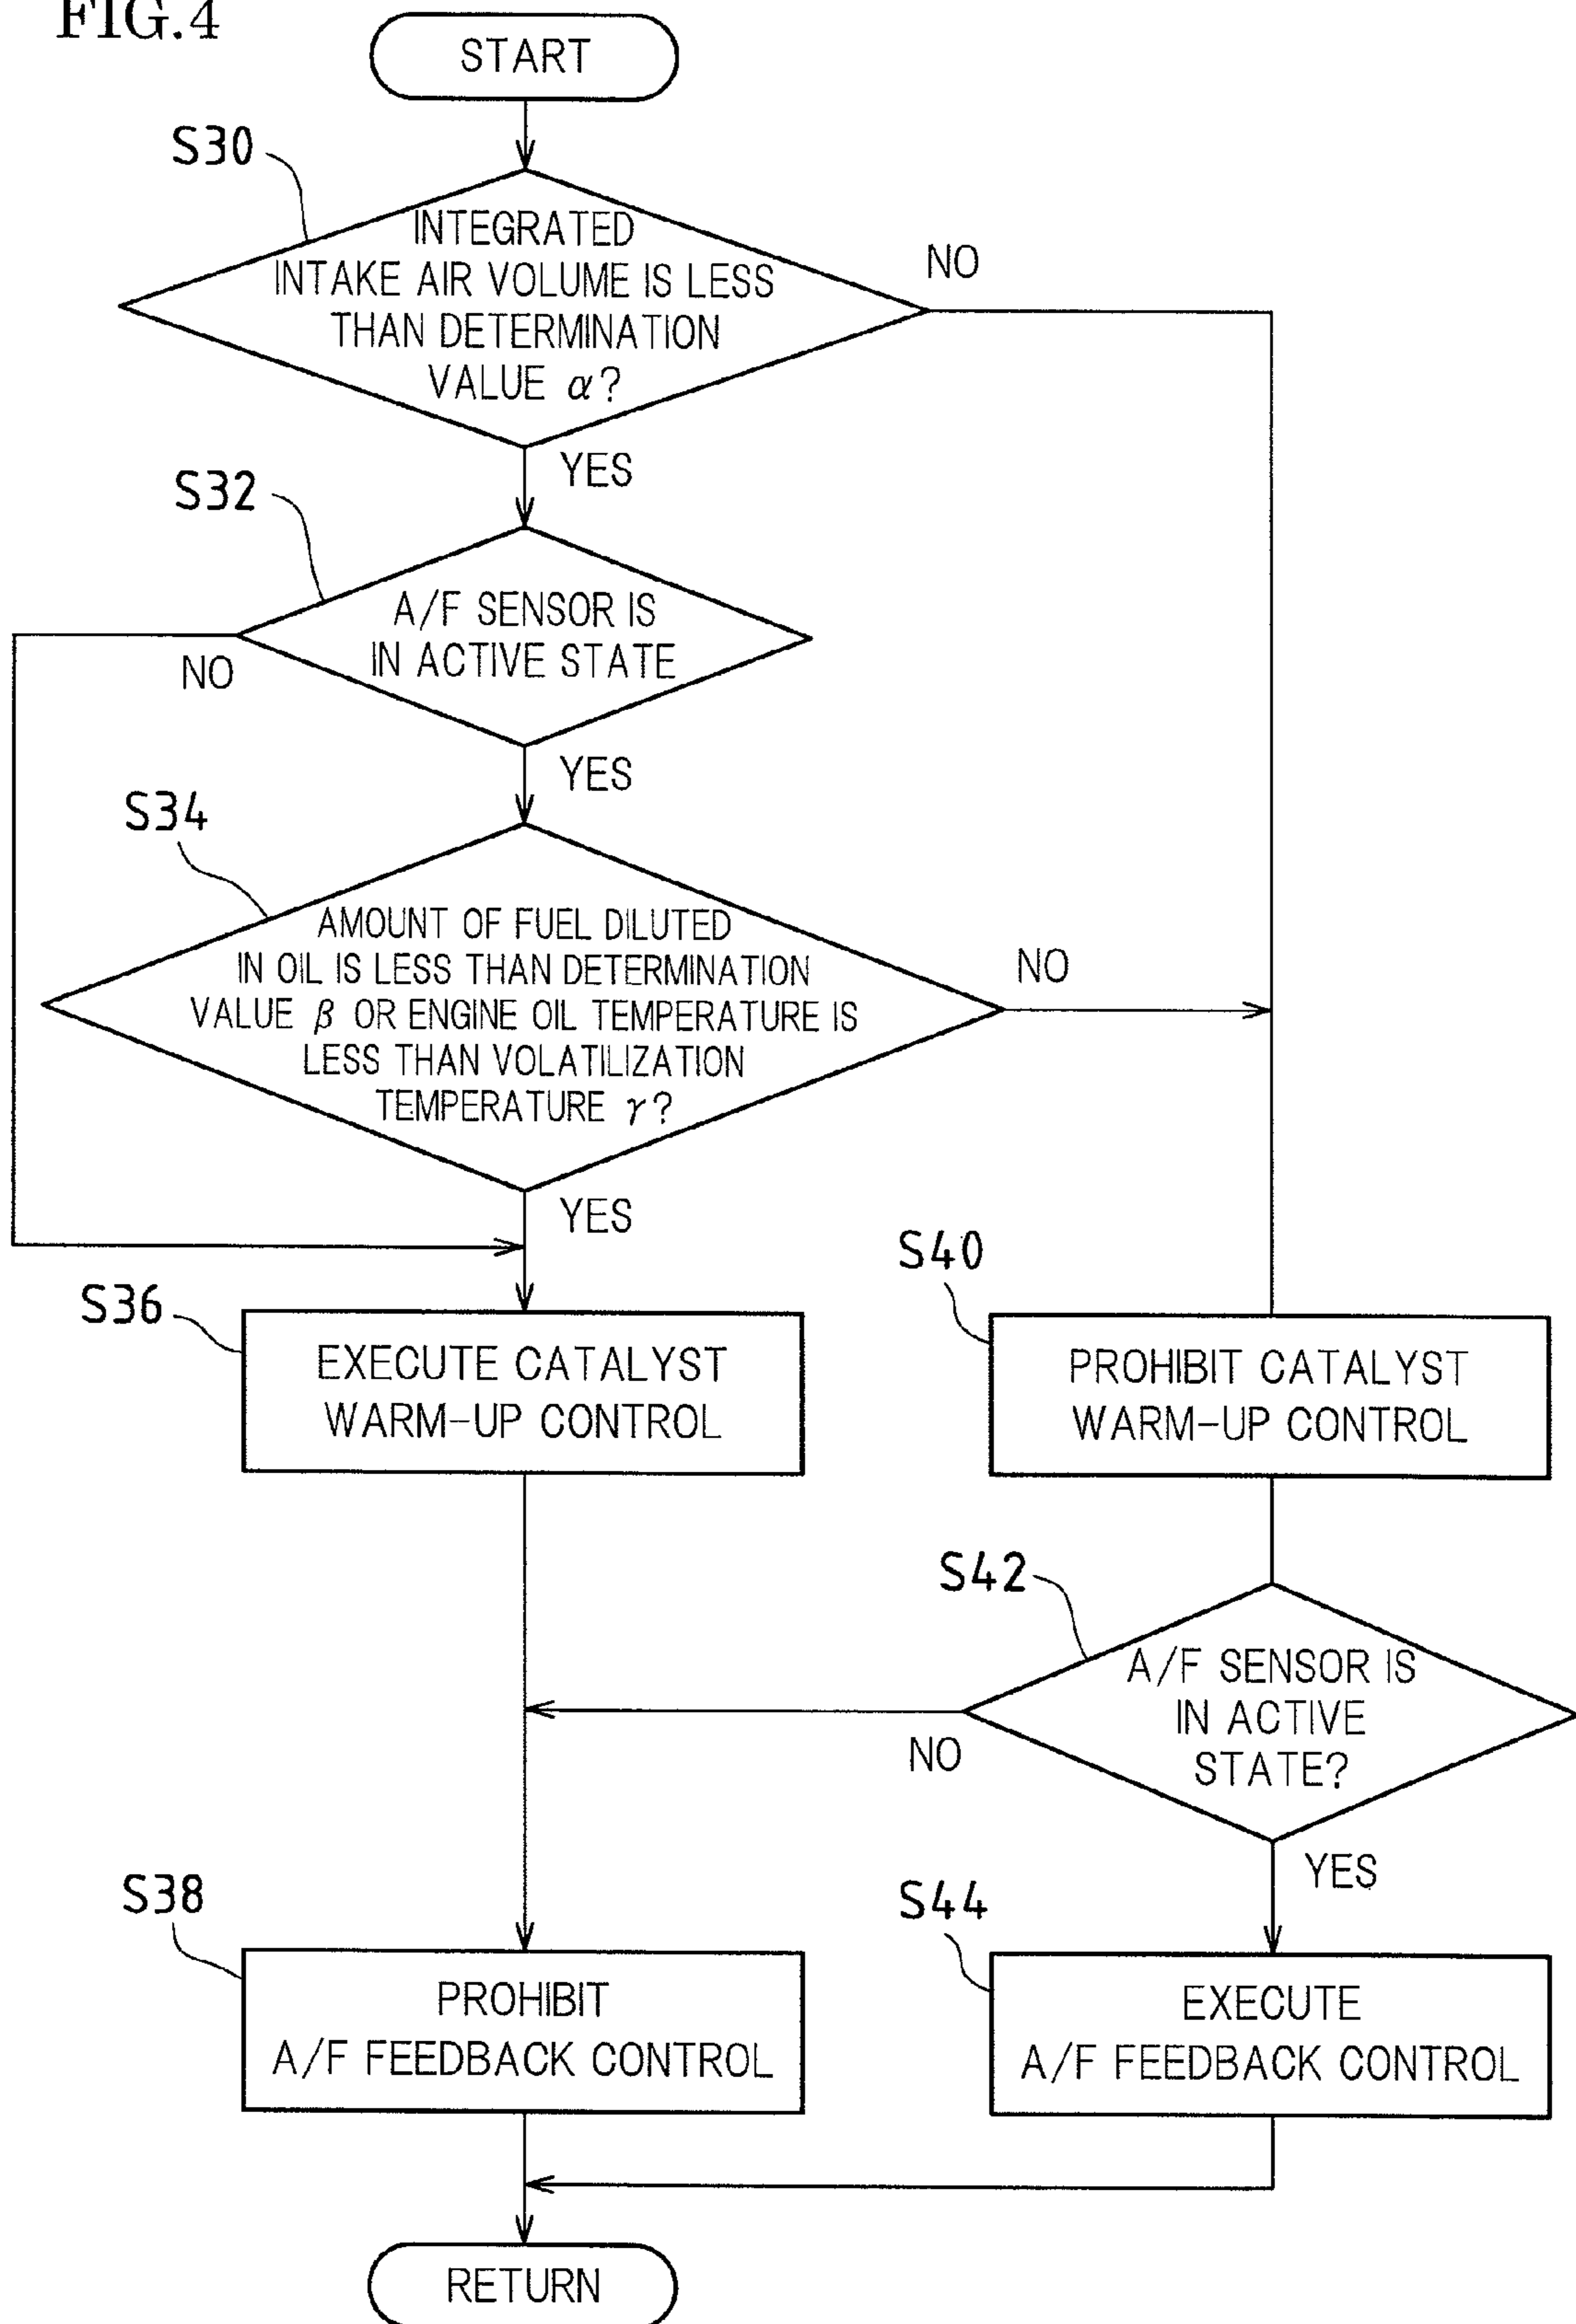 FIG.4
START
S30
INTEGRATED
INTAKE AIR VOLUME IS LESS
THAN DETERMINATION
VALUE α?
NO
YES
S32
A/F SENSOR IS
IN ACTIVE STATE
NO
YES
S34
AMOUNT OF FUEL DILUTED
IN OIL IS LESS THAN DETERMINATION
VALUE β OR ENGINE OIL TEMPERATURE IS
LESS THAN VOLATILIZATION
TEMPERATURE γ?
NO
YES
S36
EXECUTE CATALYST
WARM-UP CONTROL
S40
PROHIBIT CATALYST
WARM-UP CONTROL
S42
A/F SENSOR IS
IN ACTIVE
STATE?
NO
YES
S38
PROHIBIT
A/F FEEDBACK CONTROL
S44
EXECUTE
A/F FEEDBACK CONTROL
RETURN